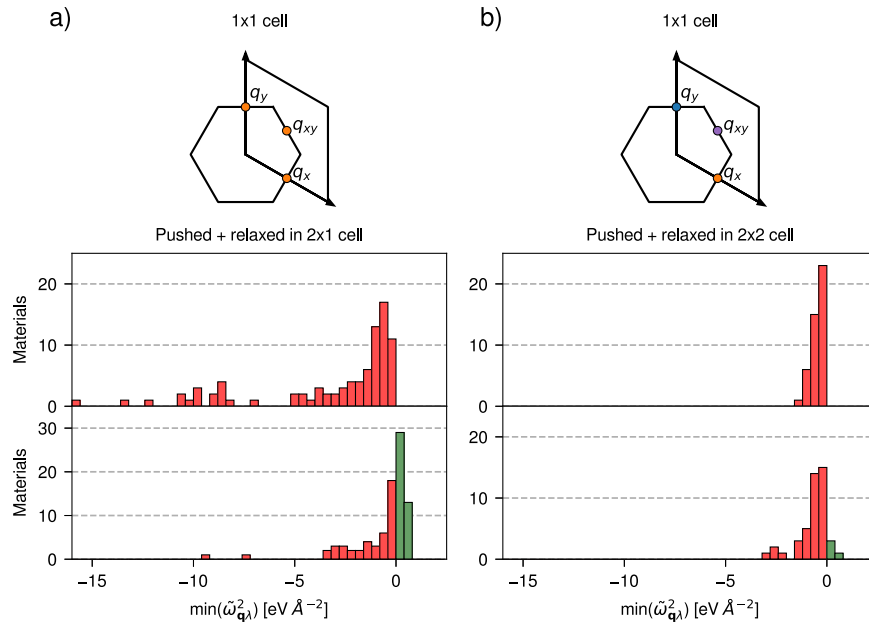 a)
1x1 cell
q_y
q_xy
q_x
Pushed + relaxed in 2x1 cell
Materials
20
10
0
Materials
30
20
10
0
−15
−10
−5
0
min(ω̃²_qλ) [eV Å⁻²]
b)
1x1 cell
q_y
q_xy
q_x
Pushed + relaxed in 2x2 cell
20
10
0
20
10
0
−15
−10
−5
0
min(ω̃²_qλ) [eV Å⁻²]